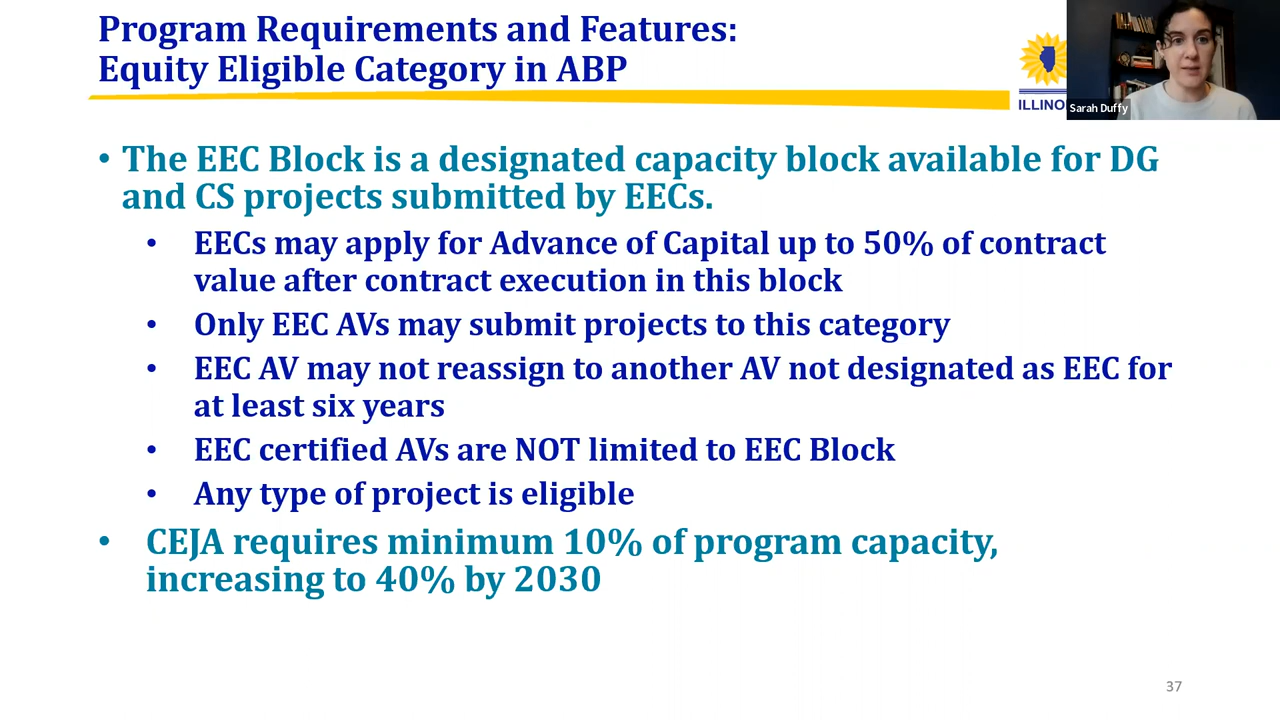 Program Requirements and Features:
Equity Eligible Category in ABP
ILLINO
Sarah Duffy
• The EEC Block is a designated capacity block available for DG
and CS projects submitted by EECs.
• EECs may apply for Advance of Capital up to 50% of contract
value after contract execution in this block
• Only EEC AVs may submit projects to this category
• EEC AV may not reassign to another AV not designated as EEC for
at least six years
• EEC certified AVs are NOT limited to EEC Block
• Any type of project is eligible
• CEJA requires minimum 10% of program capacity,
increasing to 40% by 2030
37